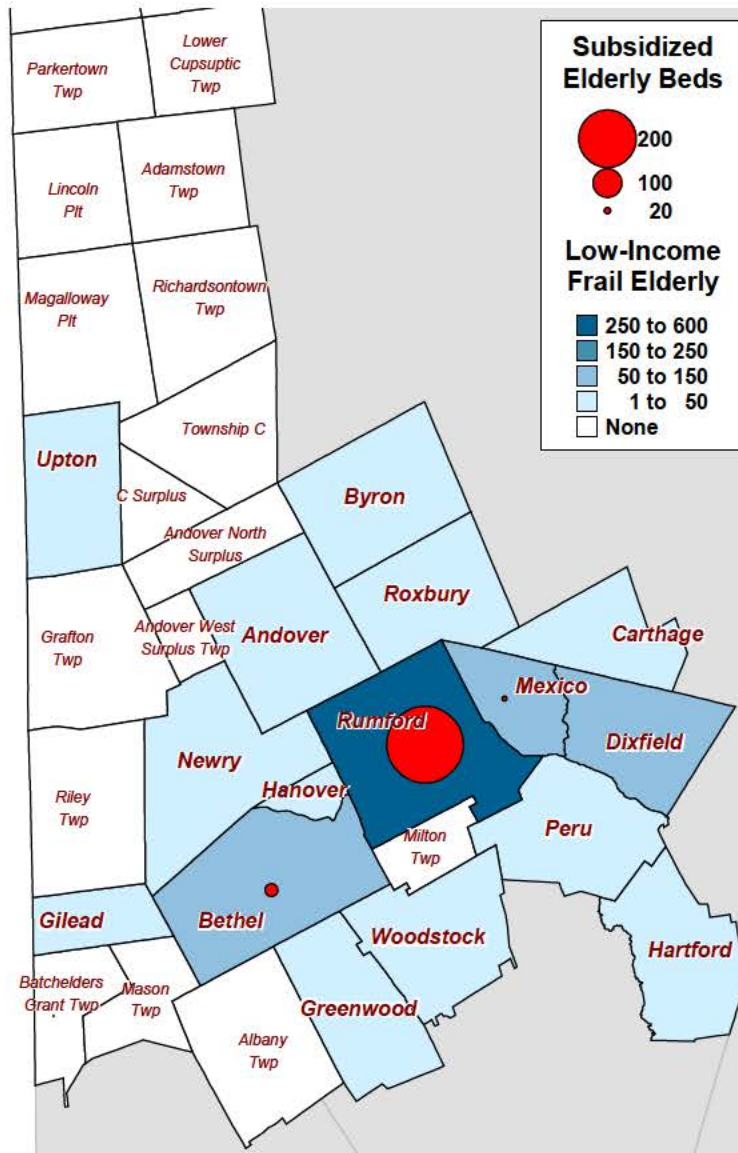 Parkertown
Twp
Lower
Cupsuptic
Twp
Subsidized
Elderly Beds
200
100
20
Low-Income
Frail Elderly
250 to 600
150 to 250
50 to 150
1 to 50
None
Lincoln
Plt
Adamstown
Twp
Magalloway
Plt
Richardsontown
Twp
Township C
Upton
C Surplus
Andover North
Surplus
Byron
Roxbury
Grafton
Twp
Andover West
Surplus Twp
Andover
Carthage
Mexico
Rumford
Dixfield
Newry
Hanover
Riley
Twp
Milton
Twp
Peru
Gilead
Bethel
Woodstock
Hartford
Batchelders
Grant Twp
Mason
Twp
Greenwood
Albany
Twp